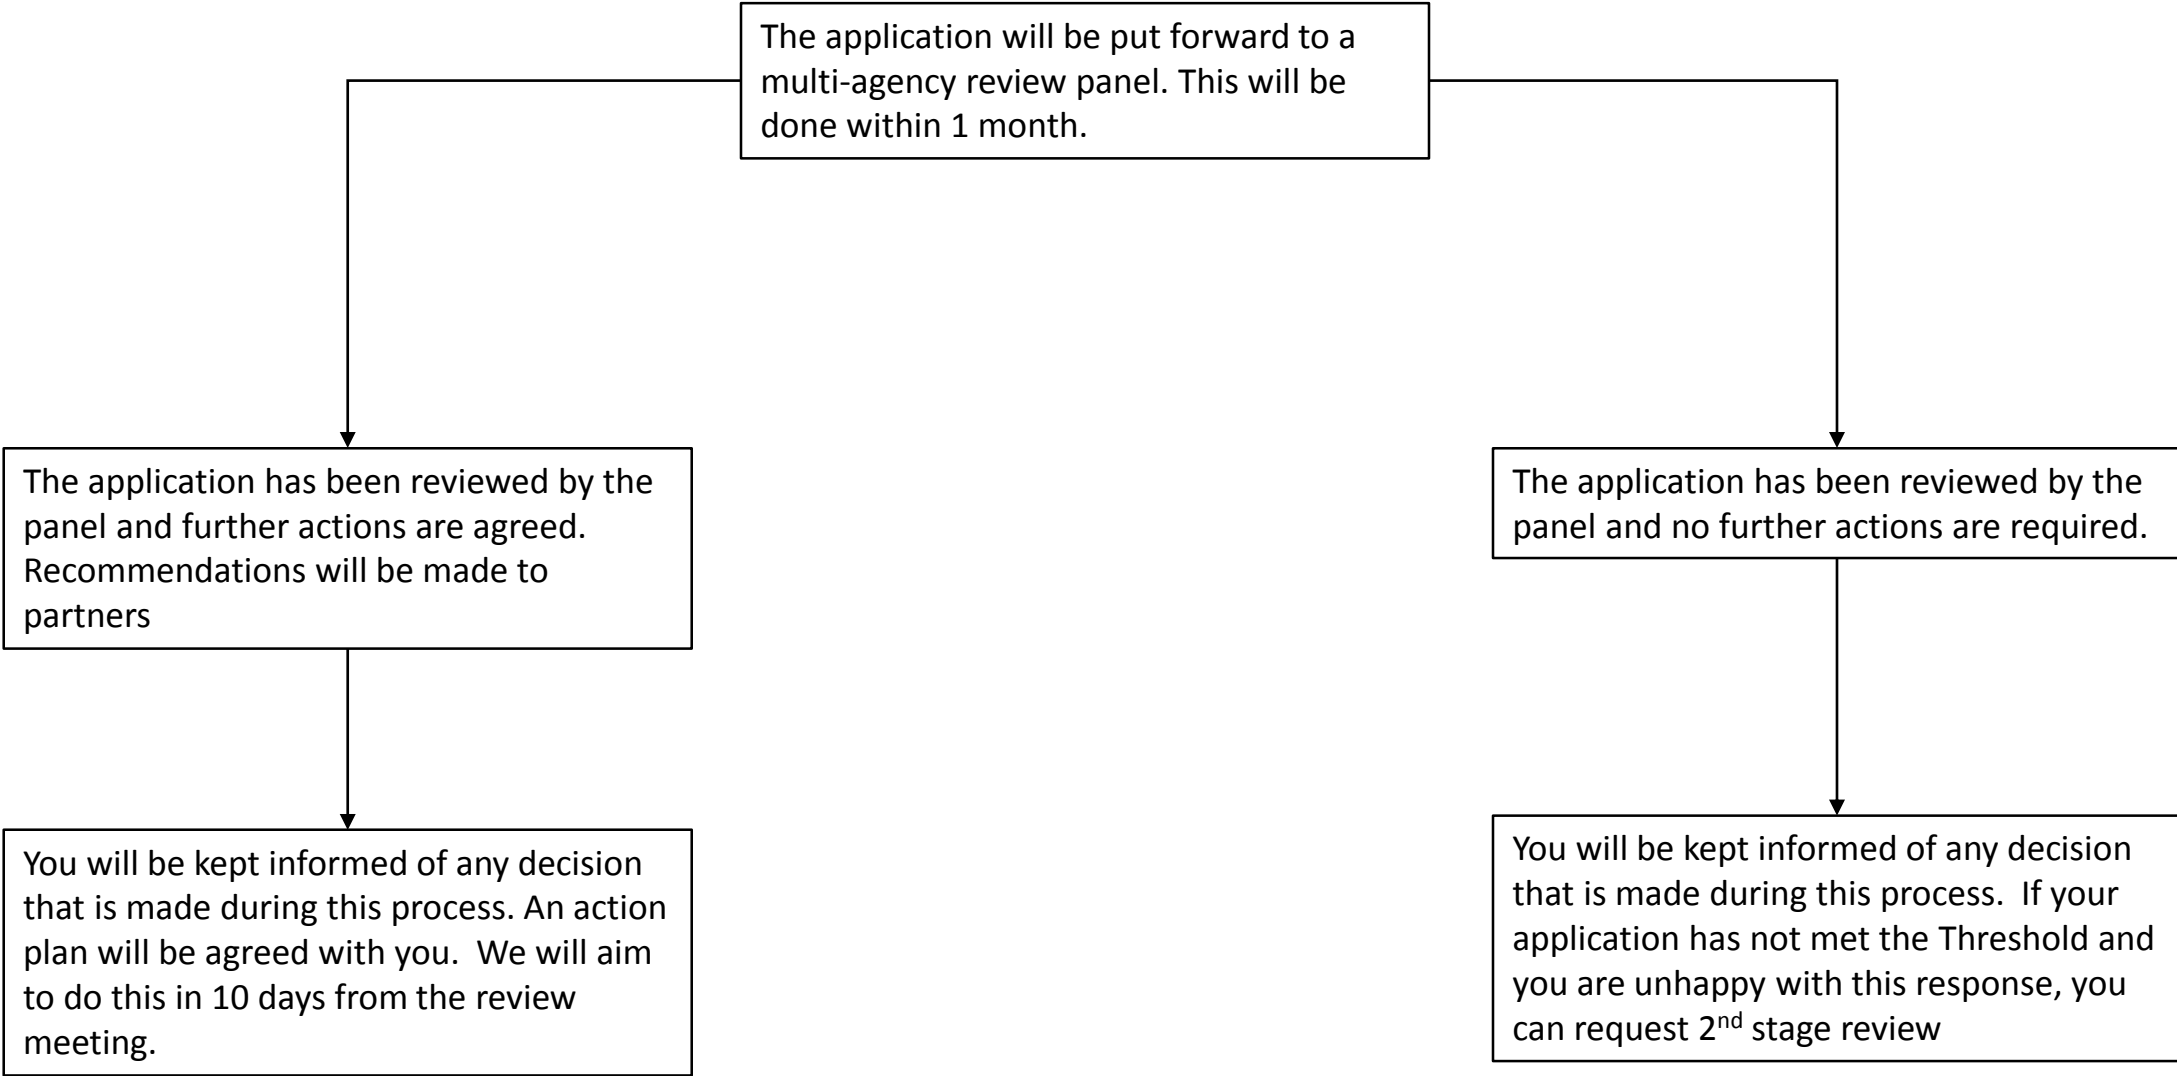 The application will be put forward to a
multi-agency review panel. This will be
done within 1 month.
The application has been reviewed by the
panel and further actions are agreed.
Recommendations will be made to
partners
The application has been reviewed by the
panel and no further actions are required.
You will be kept informed of any decision
that is made during this process. An action
plan will be agreed with you.  We will aim
to do this in 10 days from the review
meeting.
You will be kept informed of any decision
that is made during this process.  If your
application has not met the Threshold and
you are unhappy with this response, you
can request 2nd stage review